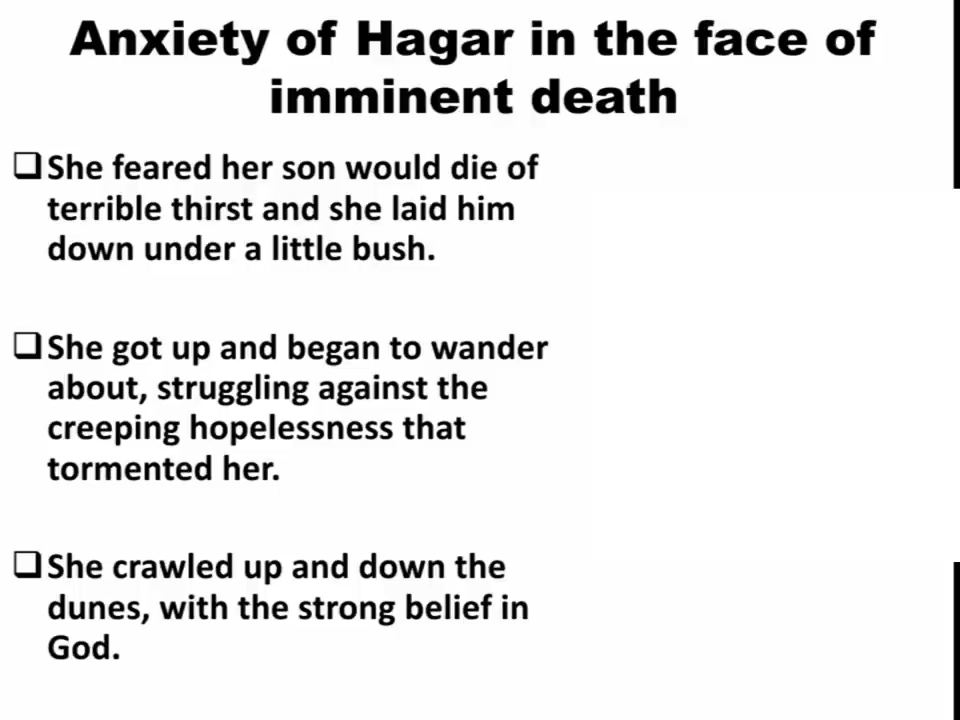 Anxiety of Hagar in the face of
imminent death
She feared her son would die of
terrible thirst and she laid him
down under a little bush.
She got up and began to wander
about, struggling against the
creeping hopelessness that
tormented her.
She crawled up and down the
dunes, with the strong belief in
God.